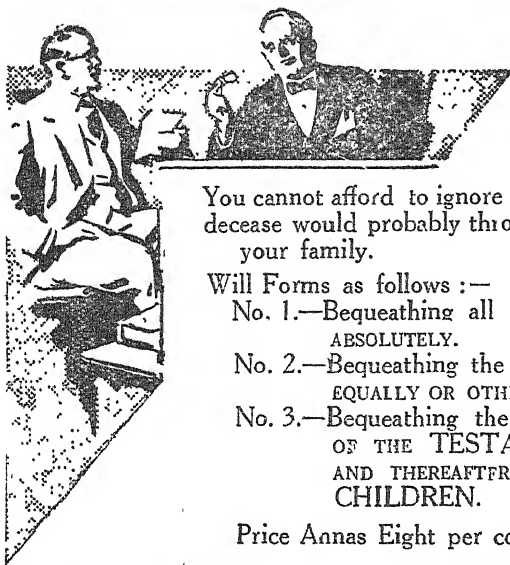 You cannot afford to ignore
decease would probably thro
your family.
Will Forms as follows :—
No. 1.—Bequeathing all
ABSOLUTELY.
No. 2.—Bequeathing the
EQUALLY OR OTH
No. 3.—Bequeathing the
OF THE TESTA
AND THEREAFTER
CHILDREN.
Price Annas Eight per co